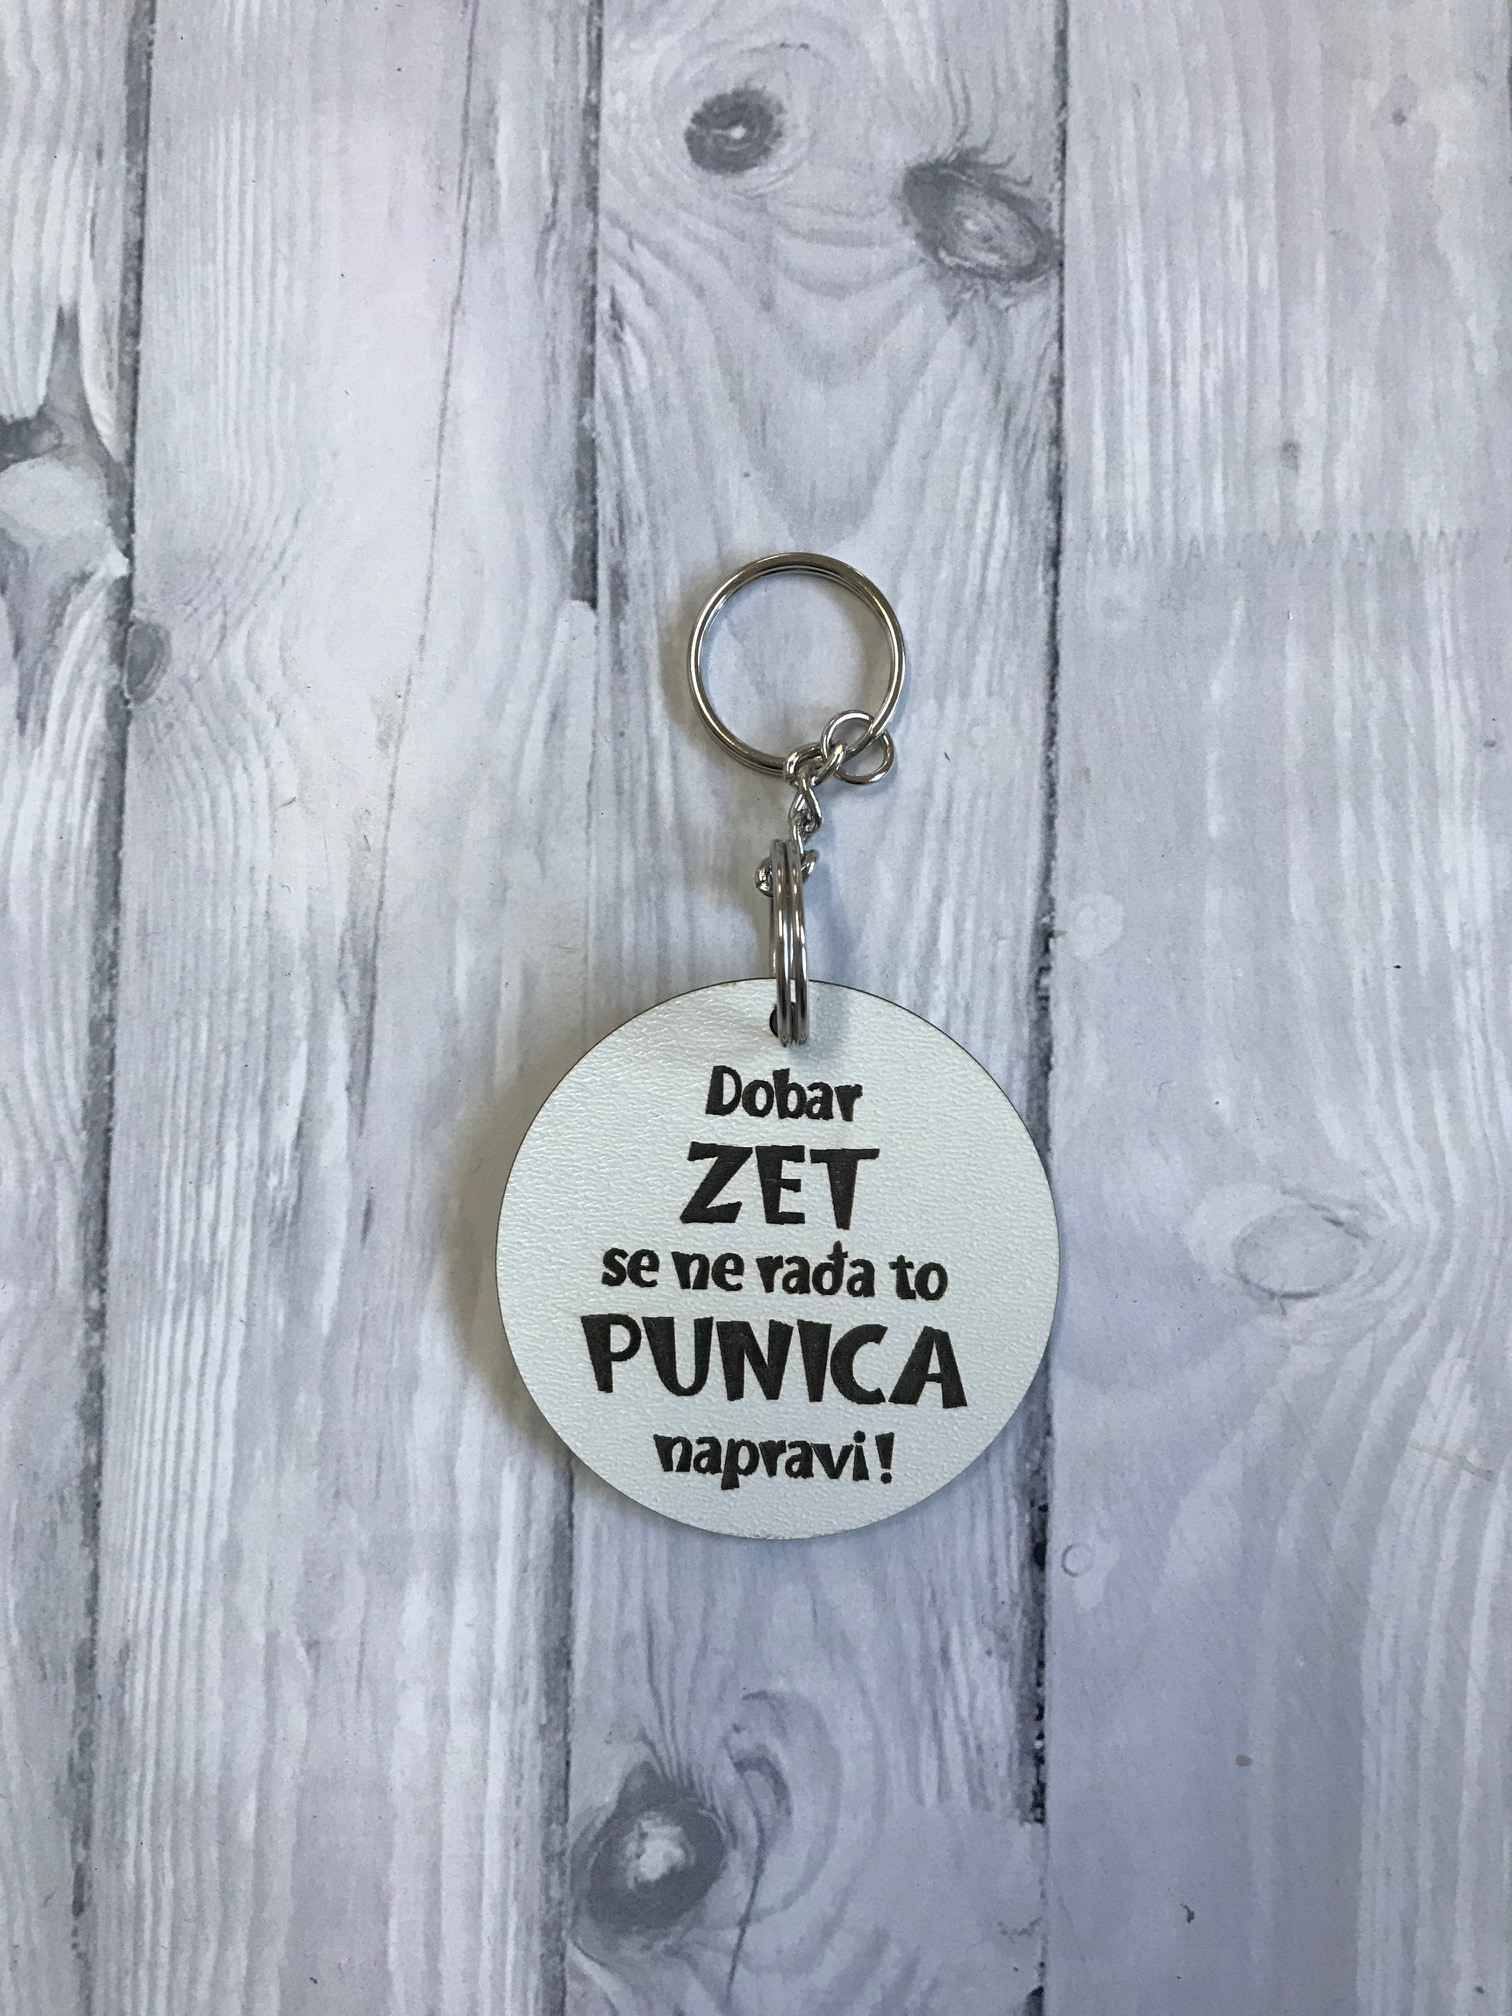 Dobar
ZET
se ne rađa to
PUNICA
napravi!